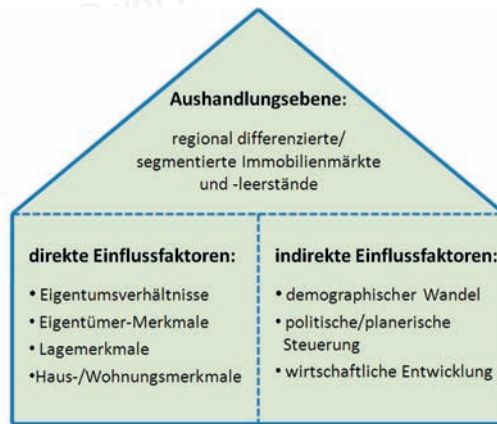 Aushandlungsebene:
regional differenzierte/
segmentierte Immobilienmärkte
und -leerstände
direkte Einflussfaktoren:
• Eigentumsverhältnisse
• Eigentümer-Merkmale
• Lagemerkmale
•Haus-/Wohnungsmerkmale
indirekte Einflussfaktoren:
• demographischer Wandel
• politische/planerische
Steuerung
• wirtschaftliche Entwicklung